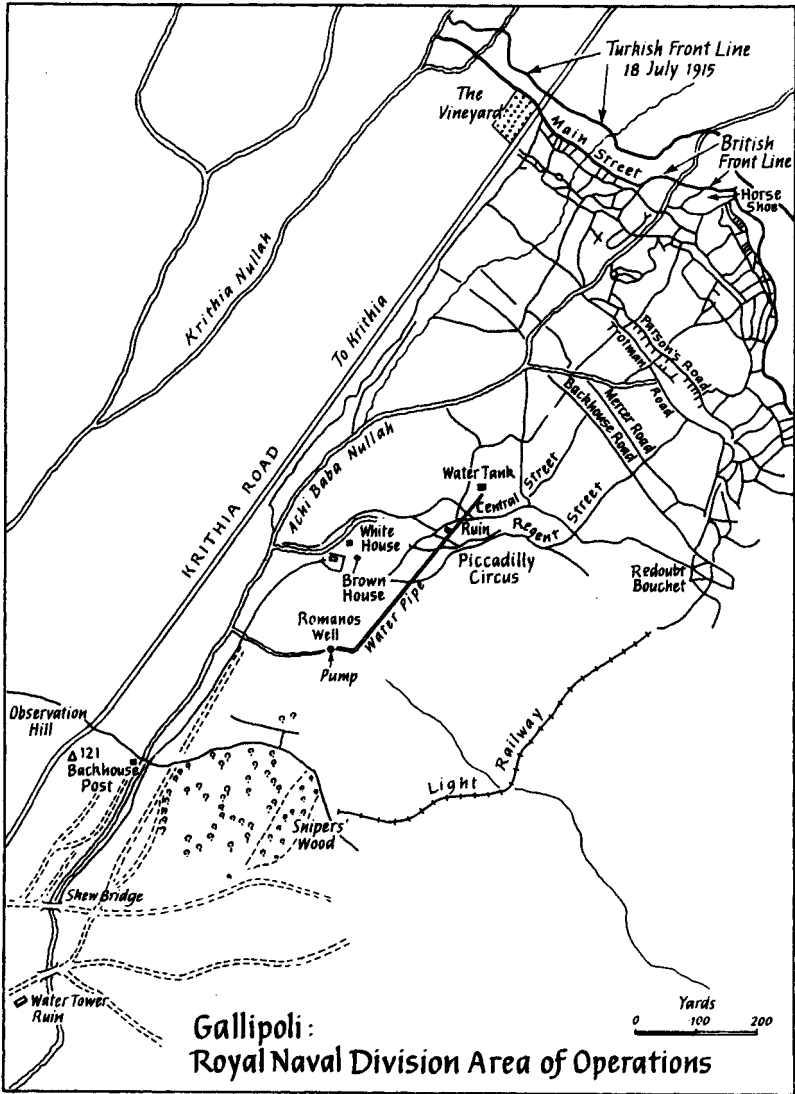 Turkish Front Line
18 July 1915
The
Vineyard
Main Street
British
Front Line
Horse
Shoe
Krithia Nullah
To Krithia
KRITHIA ROAD
Achi Baba Nullah
Parson's Road
Trotman Road
Mercer Road
Backhouse Road
Water Tank
Central Street
Regent Street
White
House
Ruin
Piccadilly
Circus
Brown
House
Redoubt
Bouchet
Romanos
Well
Water Pipe
Pump
Observation
Hill
121
Backhouse
Post
Light Railway
Snipers'
Wood
Skew Bridge
Water Tower
Ruin
Gallipoli:
Royal Naval Division Area of Operations
Yards
0 100 200